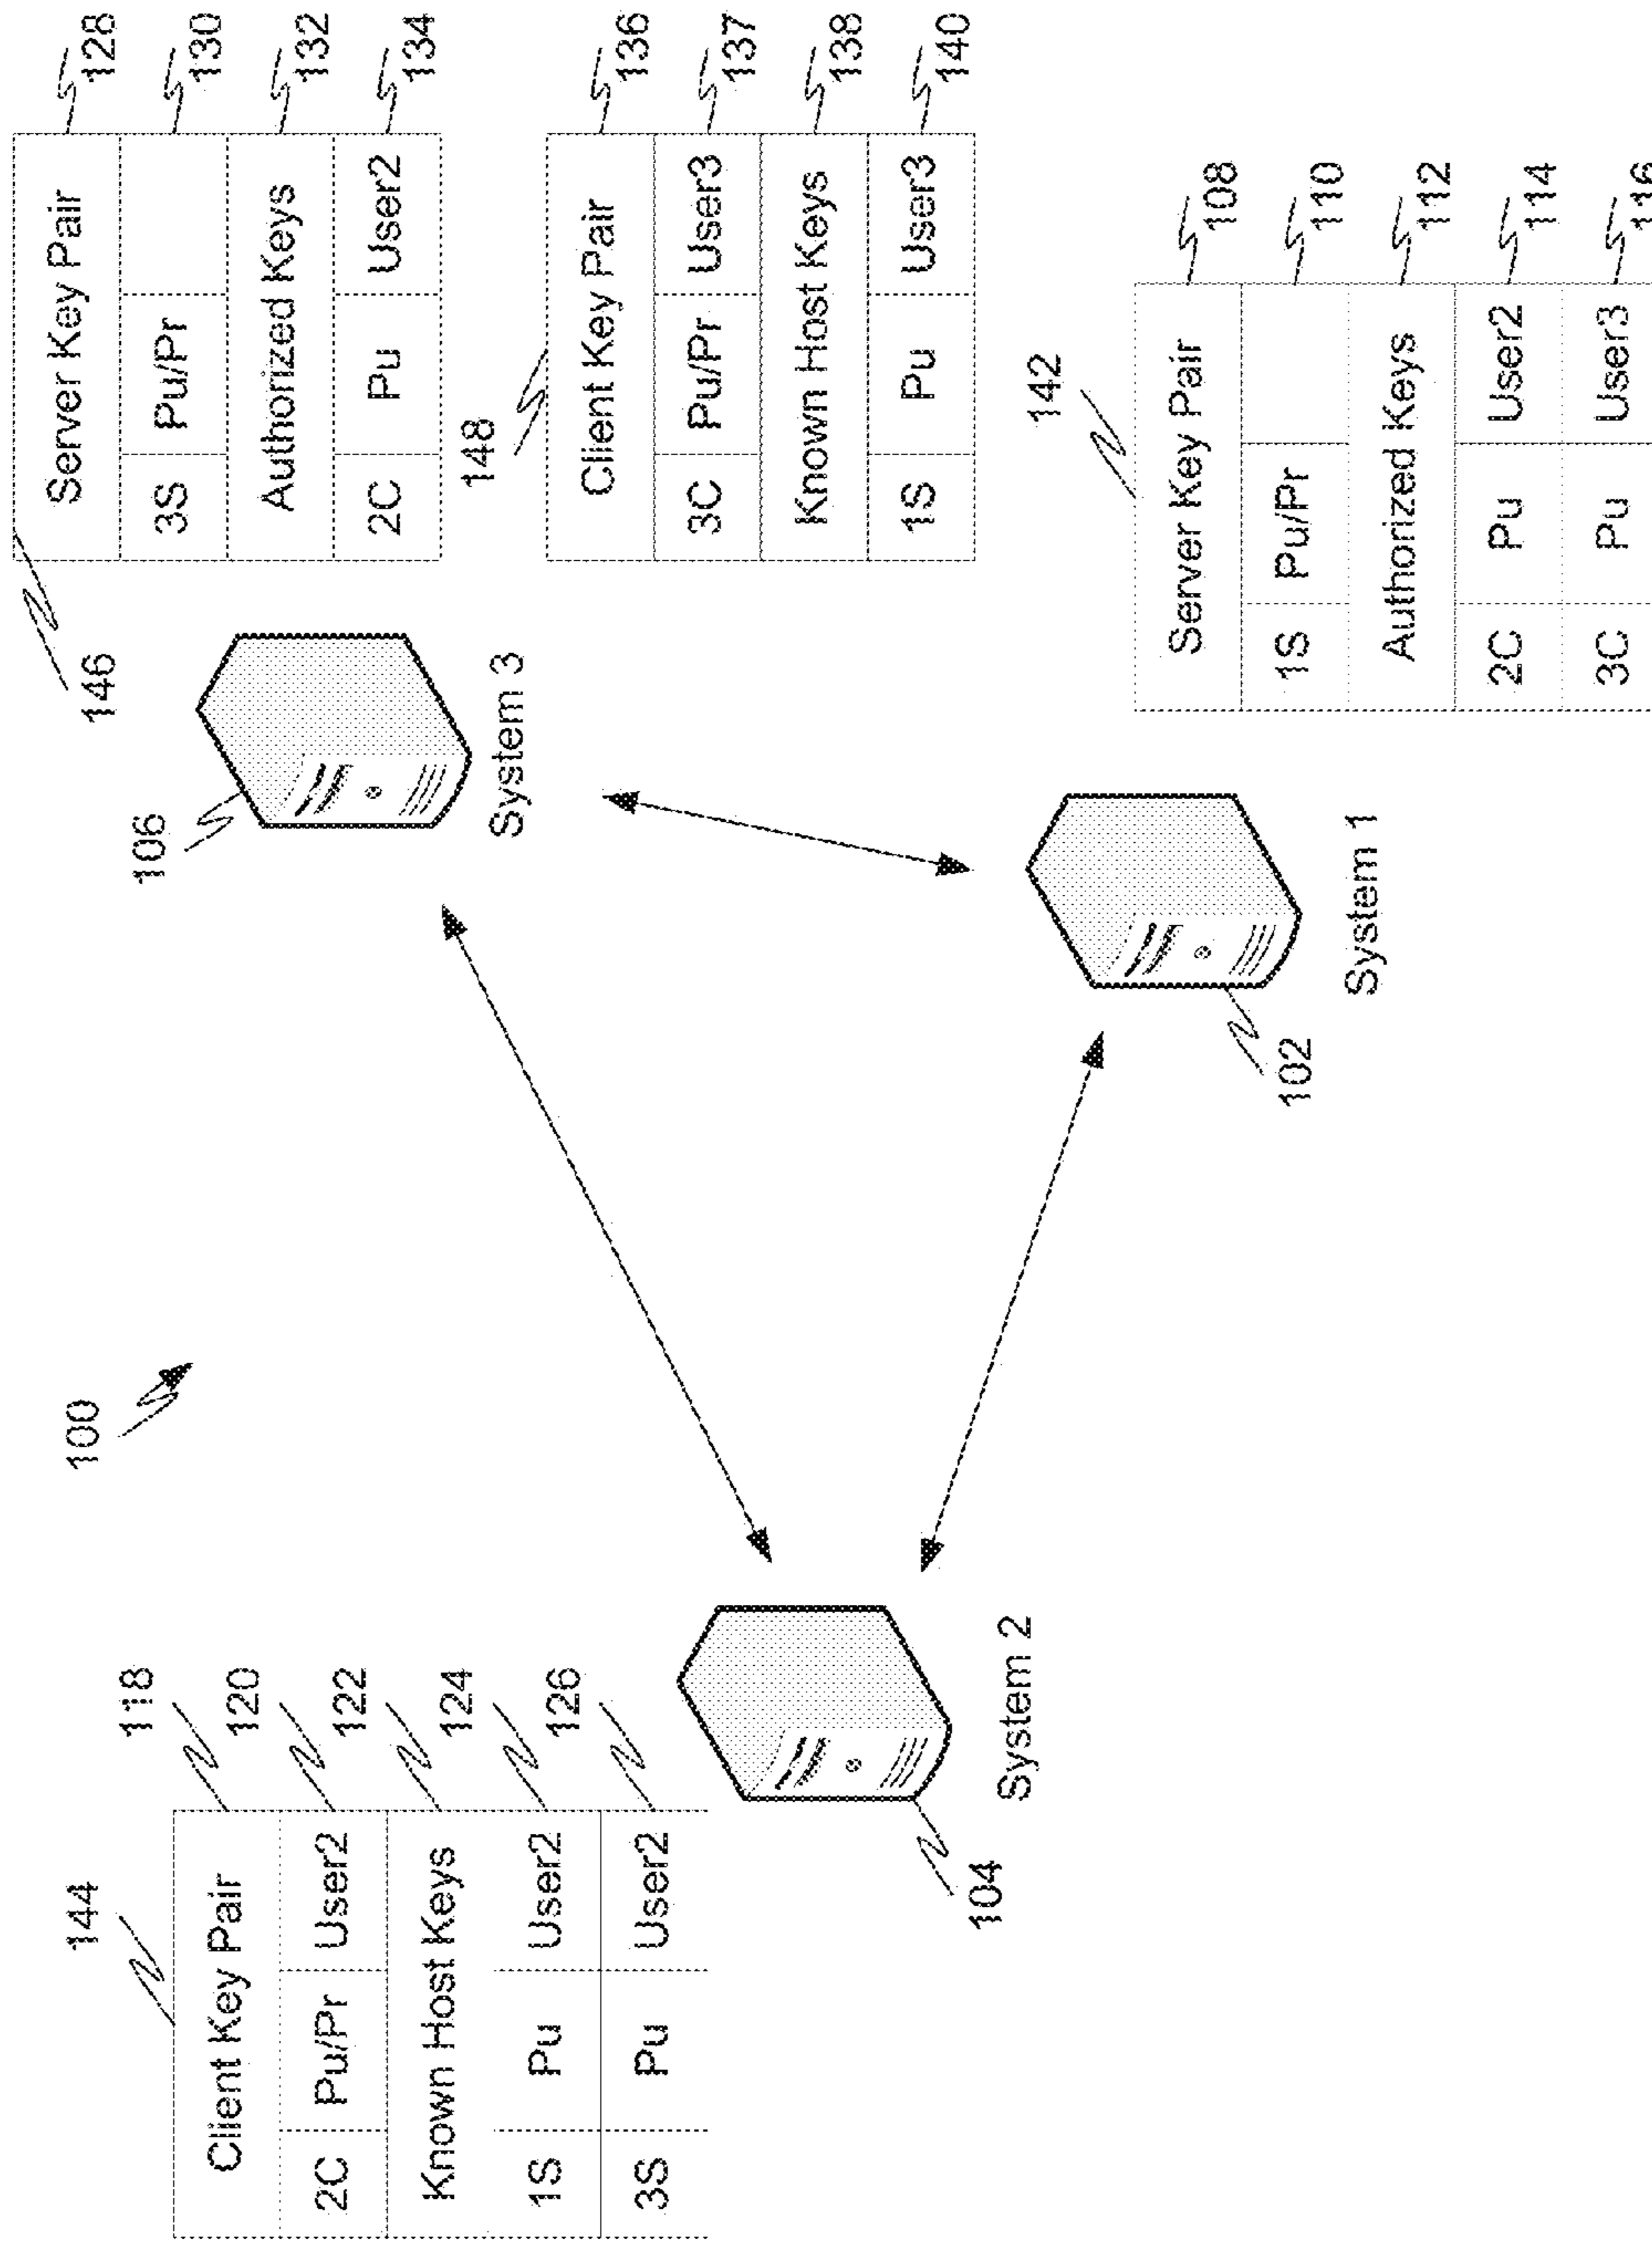 100
144
Client Key Pair 118
2C Pu/Pr User2 120
Known Host Keys 122
124
1S Pu User2
3S Pu User2 126
System 2
104
146
Server Key Pair 128
3S Pu/Pr 130
Authorized Keys 132
2C Pu User2 134
106
System 3
148
Client Key Pair 136
3C Pu/Pr User3 137
Known Host Keys 138
1S Pu User3 140
142
Server Key Pair 108
1S Pu/Pr 110
Authorized Keys 112
2C Pu User2 114
3C Pu User3 116
102
System 1